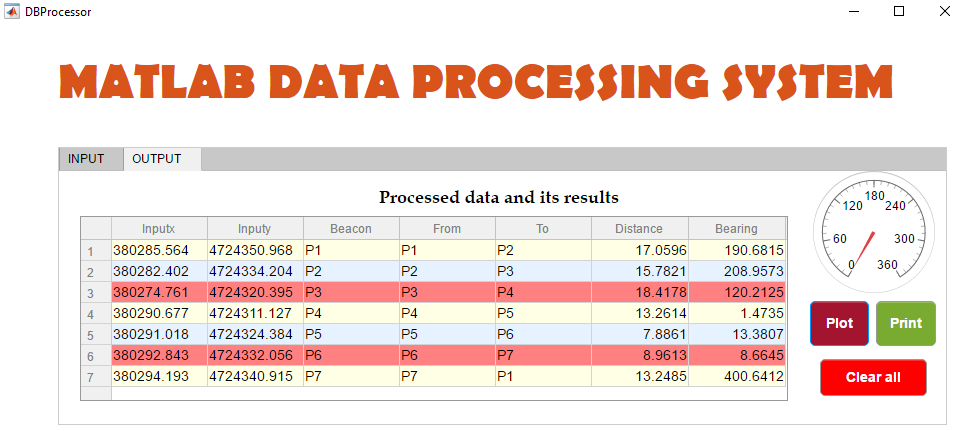 DBProcessor
MATLAB DATA PROCESSING SYSTEM
INPUT OUTPUT
Processed data and its results
Inputx Inputy Beacon From To Distance Bearing
1 380285.564 4724350.968 P1 P1 P2 17.0596 190.6815
2 380282.402 4724334.204 P2 P2 P3 15.7821 208.9573
3 380274.761 4724320.395 P3 P3 P4 18.4178 120.2125
4 380290.677 4724311.127 P4 P4 P5 13.2614 1.4735
5 380291.018 4724324.384 P5 P5 P6 7.8861 13.3807
6 380292.843 4724332.056 P6 P6 P7 8.9613 8.6645
7 380294.193 4724340.915 P7 P7 P1 13.2485 400.6412
0 60 120 180 240 300 360
Plot Print
Clear all